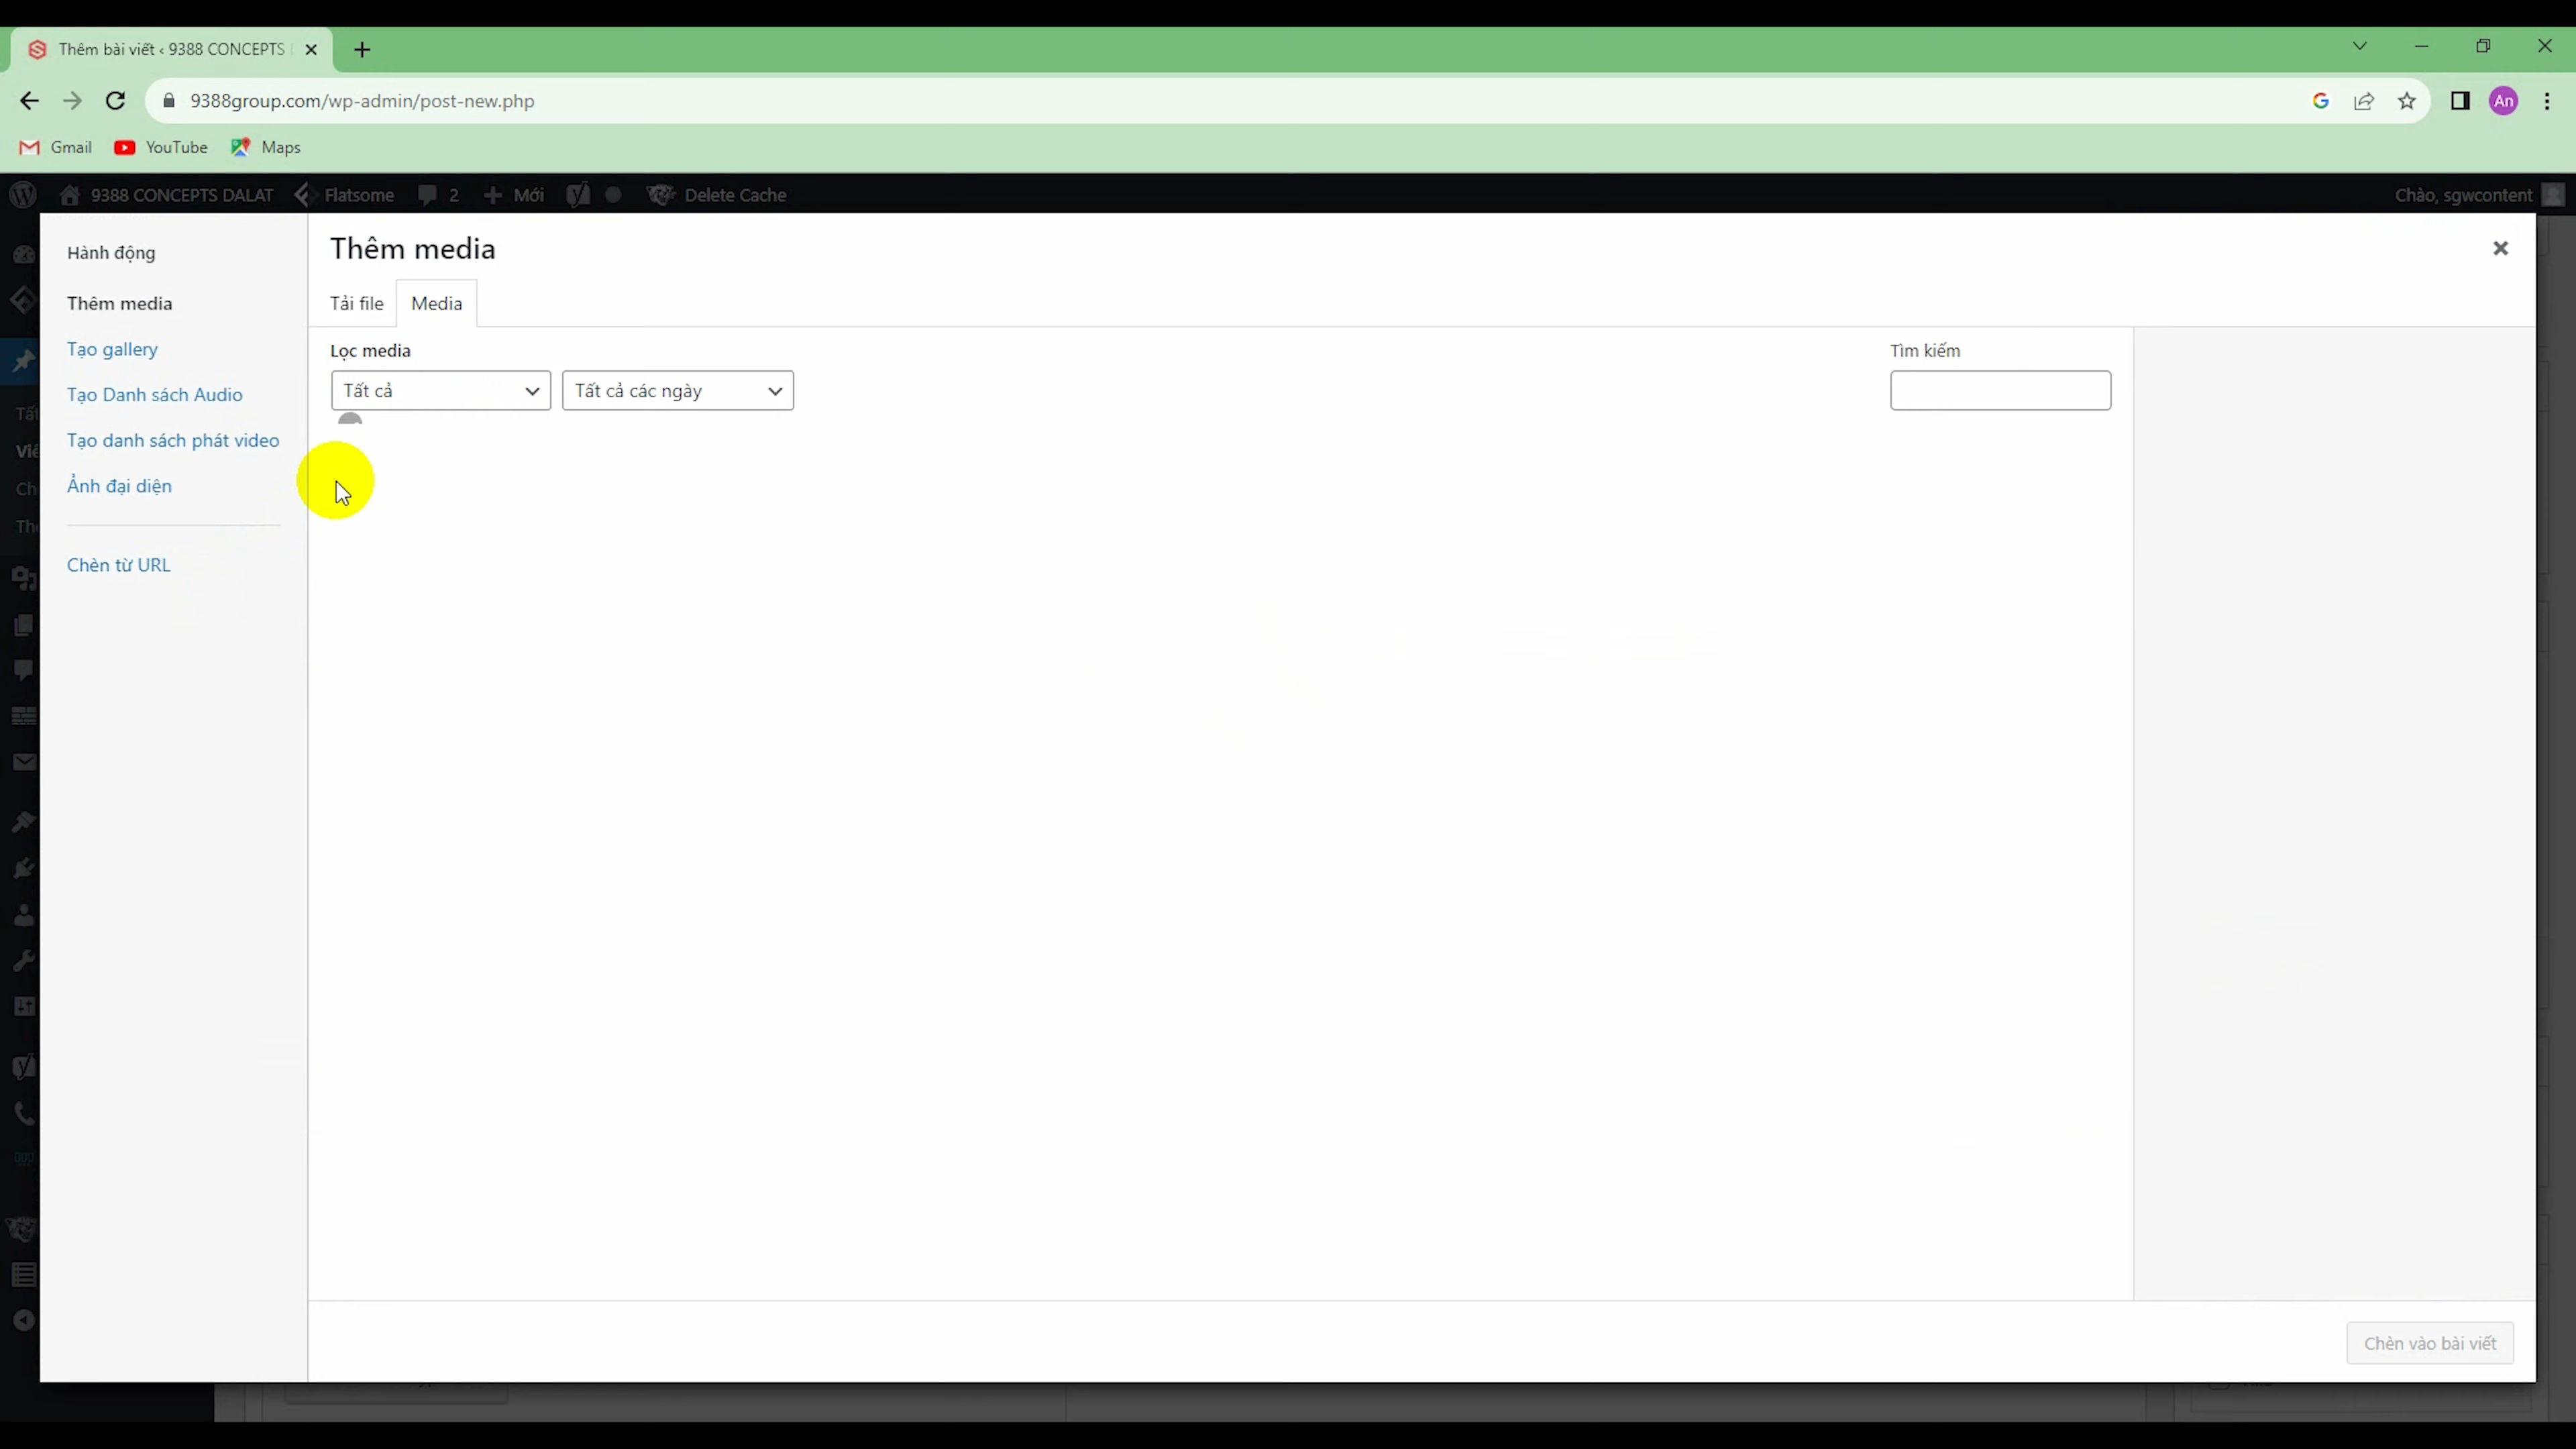 Thêm bài viết ‹ 9388 CONCEPTS
9388group.com/wp-admin/post-new.php
An
Gmail YouTube Maps
9388 CONCEPTS DALAT Flatsome 2 Mới Delete Cache Chào, sgwcontent
Hành động
Thêm media
Tạo gallery
Tạo Danh sách Audio
Tạo danh sách phát video
Ảnh đại diện
Chèn từ URL
Thêm media
Tải file Media
Lọc media Tìm kiếm
Tất cả Tất cả các ngày
Chèn vào bài viết